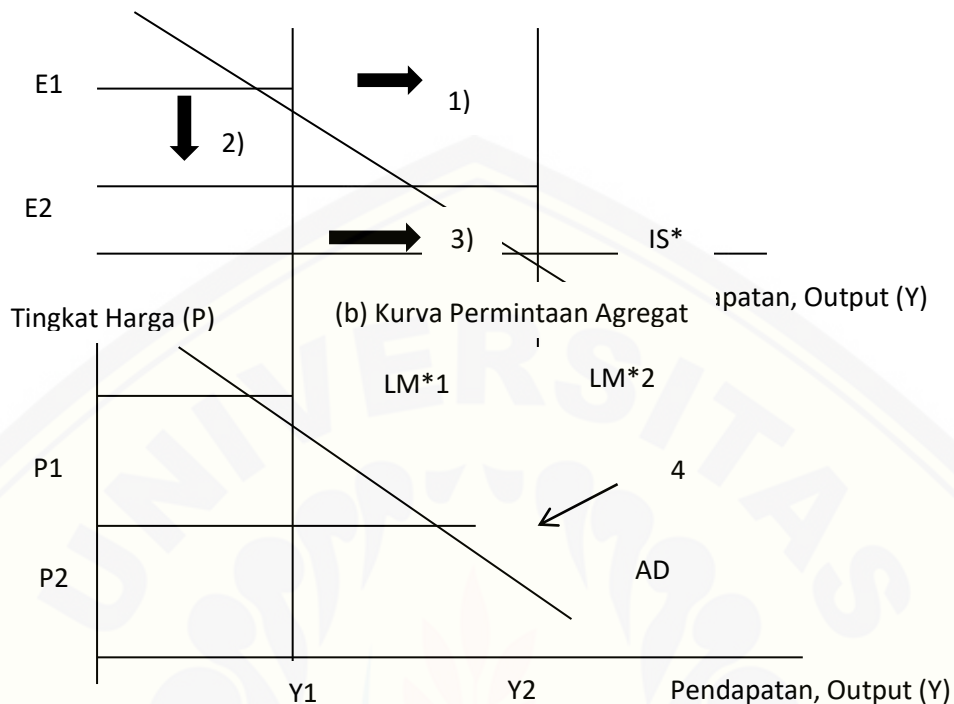 E1
1)
2)
E2
3)
IS*
apatan, Output (Y)
Tingkat Harga (P)
(b) Kurva Permintaan Agregat
LM*1
LM*2
P1
4
P2
AD
Y1
Y2
Pendapatan, Output (Y)
UNIVERSITAS